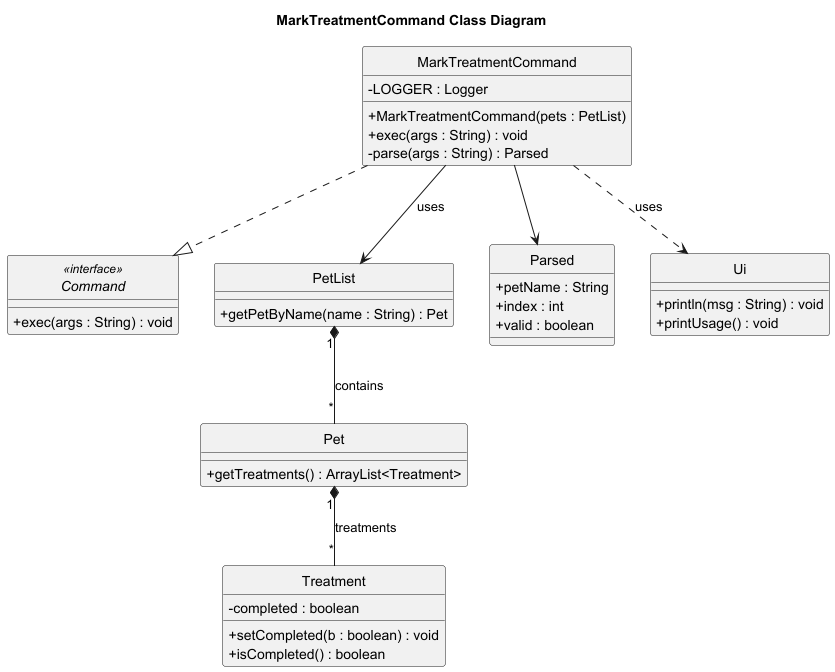 MarkTreatmentCommand Class Diagram
MarkTreatmentCommand
-LOGGER : Logger
+MarkTreatmentCommand(pets : PetList)
+exec(args : String) : void
-parse(args : String) : Parsed
uses
uses
«interface»
Command
+exec(args : String) : void
PetList
+getPetByName(name : String) : Pet
Parsed
+petName : String
+index : int
+valid : boolean
Ui
+println(msg : String) : void
+printUsage() : void
1
contains
*
Pet
+getTreatments() : ArrayList<Treatment>
1
treatments
*
Treatment
-completed : boolean
+setCompleted(b : boolean) : void
+isCompleted() : boolean